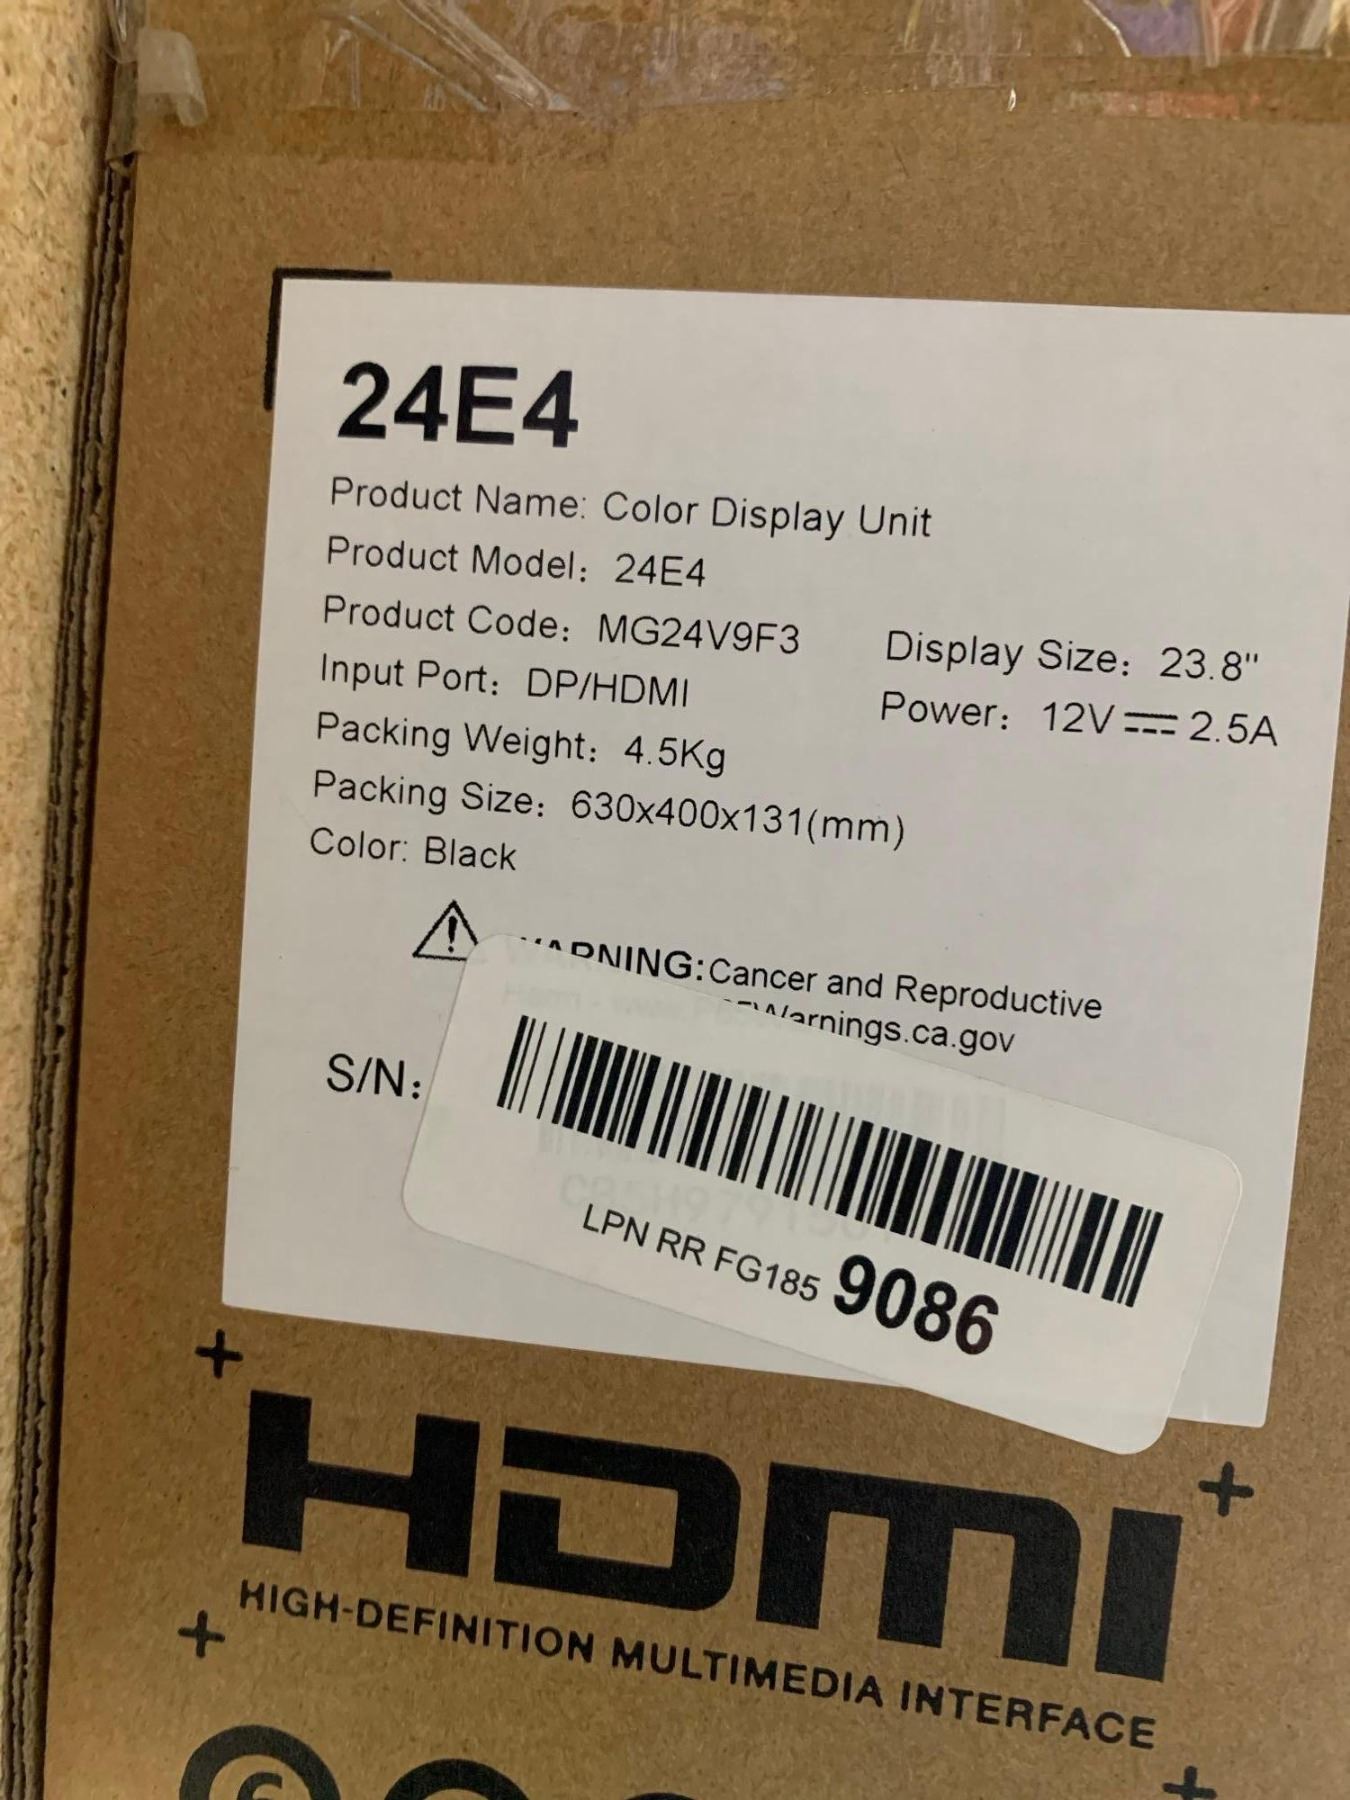 24E4
Product Name: Color Display Unit
Product Model: 24E4
Product Code: MG24V9F3 Display Size: 23.8"
Input Port: DP/HDMI Power: 12V⎓2.5A
Packing Weight: 4.5Kg
Packing Size: 630x400x131(mm)
Color: Black
WARNING:Cancer and Reproductive
Warnings.ca.gov
S/N:
LPN RR FG185 9086
HDMI
HIGH-DEFINITION MULTIMEDIA INTERFACE